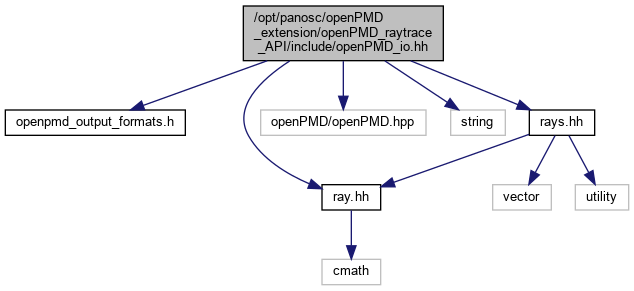 /opt/panosc/openPMD
_extension/openPMD_raytrace
_API/include/openPMD_io.hh
openpmd_output_formats.h
openPMD/openPMD.hpp
string
rays.hh
ray.hh
vector
utility
cmath